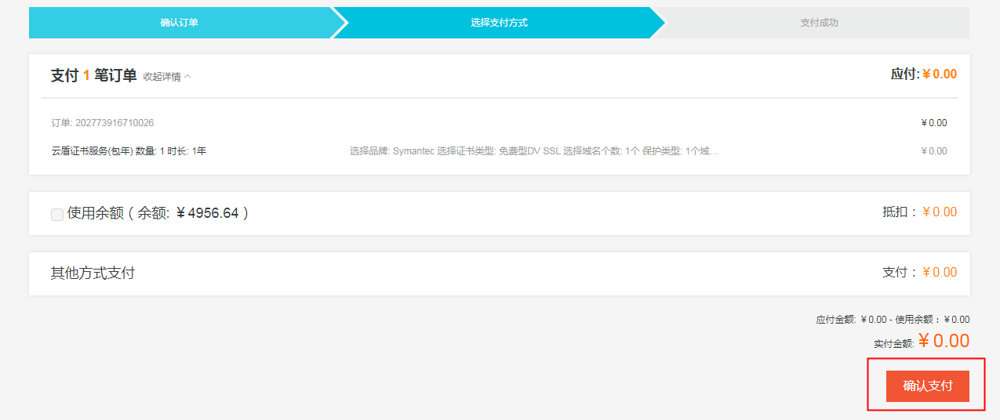 确认订单 选择支付方式 支付成功
支付 1 笔订单 收起详情 应付: ¥0.00
订单: 202773916710026 ¥0.00
云盾证书服务(包年) 数量: 1 时长: 1年 选择品牌: Symantec 选择证书类型: 免费型DV SSL 选择域名个数: 1个 保护类型: 1个域... ¥0.00
使用余额 ( 余额: ¥4956.64 ) 抵扣： ¥0.00
其他方式支付 支付： ¥0.00
应付金额: ¥0.00 - 使用余额： ¥0.00
实付金额: ¥0.00
确认支付